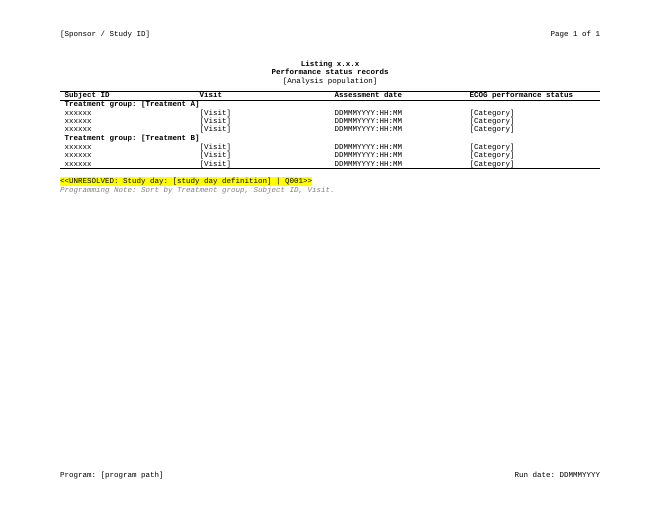 [Sponsor / Study ID] Page 1 of 1
Listing x.x.x
Performance status records
[Analysis population]
Subject ID Visit Assessment date ECOG performance status
Treatment group: [Treatment A]
xxxxxx [Visit] DDMMMYYYY:HH:MM [Category]
xxxxxx [Visit] DDMMMYYYY:HH:MM [Category]
xxxxxx [Visit] DDMMMYYYY:HH:MM [Category]
Treatment group: [Treatment B]
xxxxxx [Visit] DDMMMYYYY:HH:MM [Category]
xxxxxx [Visit] DDMMMYYYY:HH:MM [Category]
xxxxxx [Visit] DDMMMYYYY:HH:MM [Category]
<<UNRESOLVED: Study day: [study day definition] | Q001>>
Programming Note: Sort by Treatment group, Subject ID, Visit.
Program: [program path] Run date: DDMMMYYYY